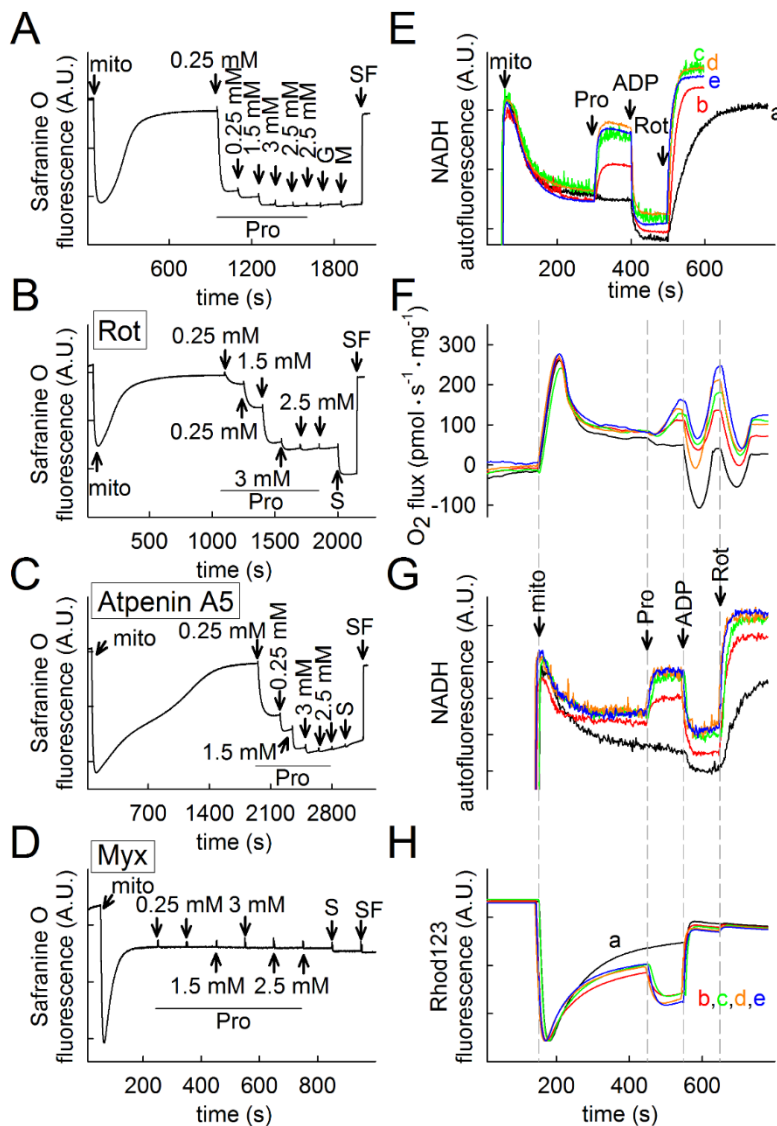 A
mito
0.25 mM
0.25 mM
1.5 mM
3 mM
2.5 mM
2.5 mM
G
M
SF
Pro
Safranine O
fluorescence (A.U.)
600 1200 1800
time (s)
B
Rot
mito
0.25 mM
0.25 mM
1.5 mM
3 mM
2.5 mM
S
SF
Pro
Safranine O
fluorescence (A.U.)
500 1000 1500 2000
time (s)
C
Atpenin A5
mito
0.25 mM
0.25 mM
1.5 mM
3 mM
2.5 mM
S
SF
Pro
Safranine O
fluorescence (A.U.)
700 1400 2100 2800
time (s)
D
Myx
mito
0.25 mM
1.5 mM
3 mM
2.5 mM
S
SF
Pro
Safranine O
fluorescence (A.U.)
200 400 600 800
time (s)
E
mito
Pro
ADP
Rot
c
d
e
b
a
NADH
autofluorescence (A.U.)
200 400 600
time (s)
F
300
200
100
0
-100
O2 flux (pmol · s-1 · mg-1)
G
mito
Pro
ADP
Rot
NADH
autofluorescence (A.U.)
H
a
b,c,d,e
Rhod123
fluorescence (A.U.)
200 400 600
time (s)